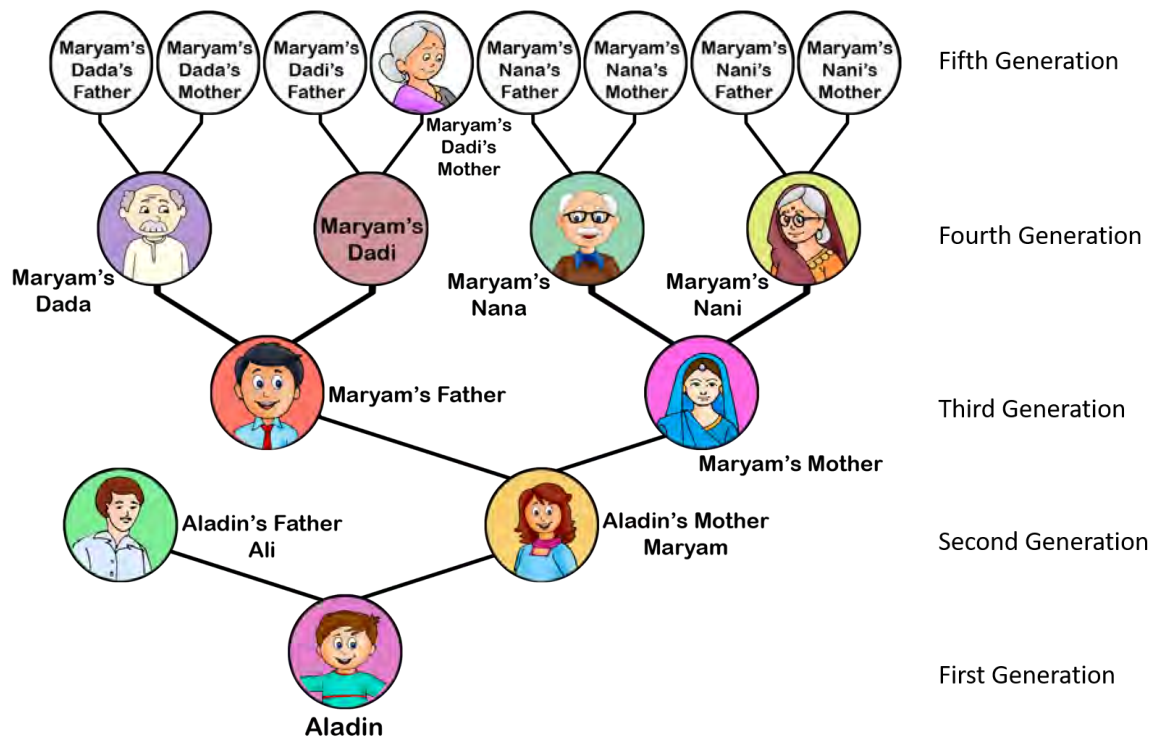 Maryam's
Dada's
Father
Maryam's
Dada's
Mother
Maryam's
Dadi's
Father
Maryam's
Dadi's
Mother
Maryam's
Nana's
Father
Maryam's
Nana's
Mother
Maryam's
Nani's
Father
Maryam's
Nani's
Mother
Fifth Generation
Maryam's
Dada
Maryam's
Dadi
Maryam's
Nana
Maryam's
Nani
Fourth Generation
Maryam's Father
Maryam's Mother
Third Generation
Aladin's Father
Ali
Aladin's Mother
Maryam
Second Generation
Aladin
First Generation